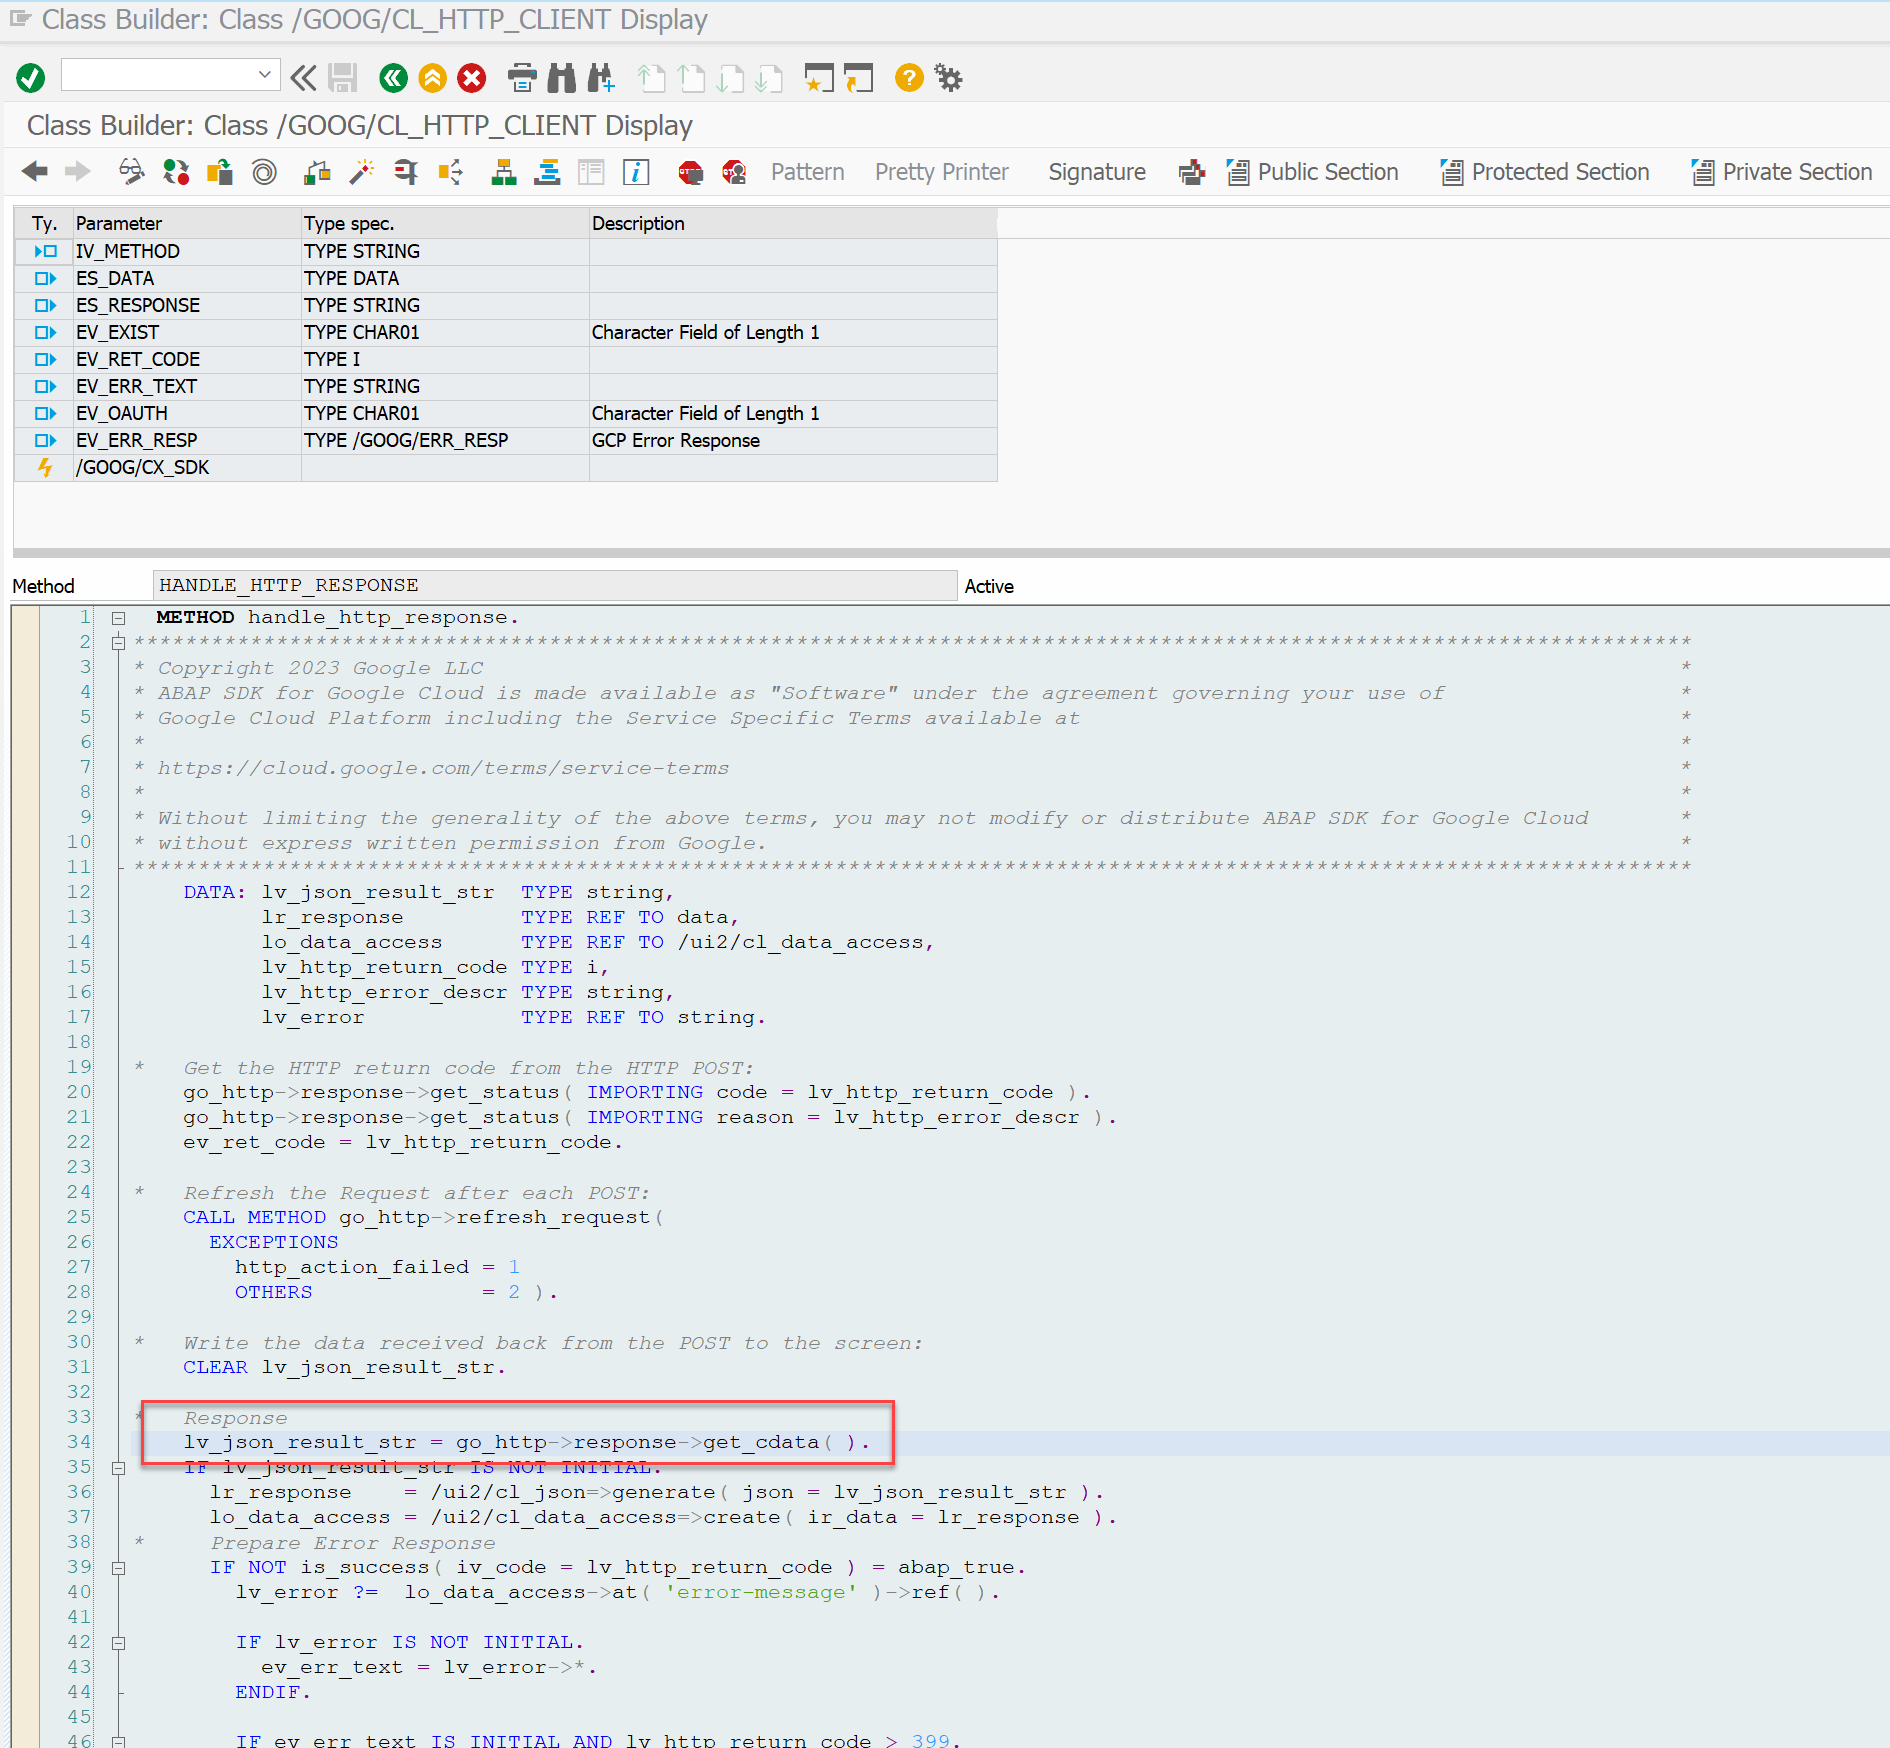 Class Builder: Class /GOOG/CL_HTTP_CLIENT Display
Class Builder: Class /GOOG/CL_HTTP_CLIENT Display
Pattern Pretty Printer Signature Public Section Protected Section Private Section
Ty. Parameter Type spec. Description
IV_METHOD TYPE STRING
ES_DATA TYPE DATA
ES_RESPONSE TYPE STRING
EV_EXIST TYPE CHAR01 Character Field of Length 1
EV_RET_CODE TYPE I
EV_ERR_TEXT TYPE STRING
EV_OAUTH TYPE CHAR01 Character Field of Length 1
EV_ERR_RESP TYPE /GOOG/ERR_RESP GCP Error Response
/GOOG/CX_SDK
Method HANDLE_HTTP_RESPONSE Active
1 METHOD handle_http_response.
2 ************************************************************************************************************************
3 * Copyright 2023 Google LLC *
4 * ABAP SDK for Google Cloud is made available as "Software" under the agreement governing your use of *
5 * Google Cloud Platform including the Service Specific Terms available at *
6 * *
7 * https://cloud.google.com/terms/service-terms *
8 * *
9 * Without limiting the generality of the above terms, you may not modify or distribute ABAP SDK for Google Cloud *
10 * without express written permission from Google. *
11 ************************************************************************************************************************
12 DATA: lv_json_result_str TYPE string,
13 lr_response TYPE REF TO data,
14 lo_data_access TYPE REF TO /ui2/cl_data_access,
15 lv_http_return_code TYPE i,
16 lv_http_error_descr TYPE string,
17 lv_error TYPE REF TO string.
18
19 * Get the HTTP return code from the HTTP POST:
20 go_http->response->get_status( IMPORTING code = lv_http_return_code ).
21 go_http->response->get_status( IMPORTING reason = lv_http_error_descr ).
22 ev_ret_code = lv_http_return_code.
23
24 * Refresh the Request after each POST:
25 CALL METHOD go_http->refresh_request(
26 EXCEPTIONS
27 http_action_failed = 1
28 OTHERS = 2 ).
29
30 * Write the data received back from the POST to the screen:
31 CLEAR lv_json_result_str.
32
33 * Response
34 lv_json_result_str = go_http->response->get_cdata( ).
35 IF lv_json_result_str IS NOT INITIAL.
36 lr_response = /ui2/cl_json=>generate( json = lv_json_result_str ).
37 lo_data_access = /ui2/cl_data_access=>create( ir_data = lr_response ).
38 * Prepare Error Response
39 IF NOT is_success( iv_code = lv_http_return_code ) = abap_true.
40 lv_error ?= lo_data_access->at( 'error-message' )->ref( ).
41
42 IF lv_error IS NOT INITIAL.
43 ev_err_text = lv_error->*.
44 ENDIF.
45
46 IF ev_err_text IS INITIAL AND lv_http_return_code > 399.